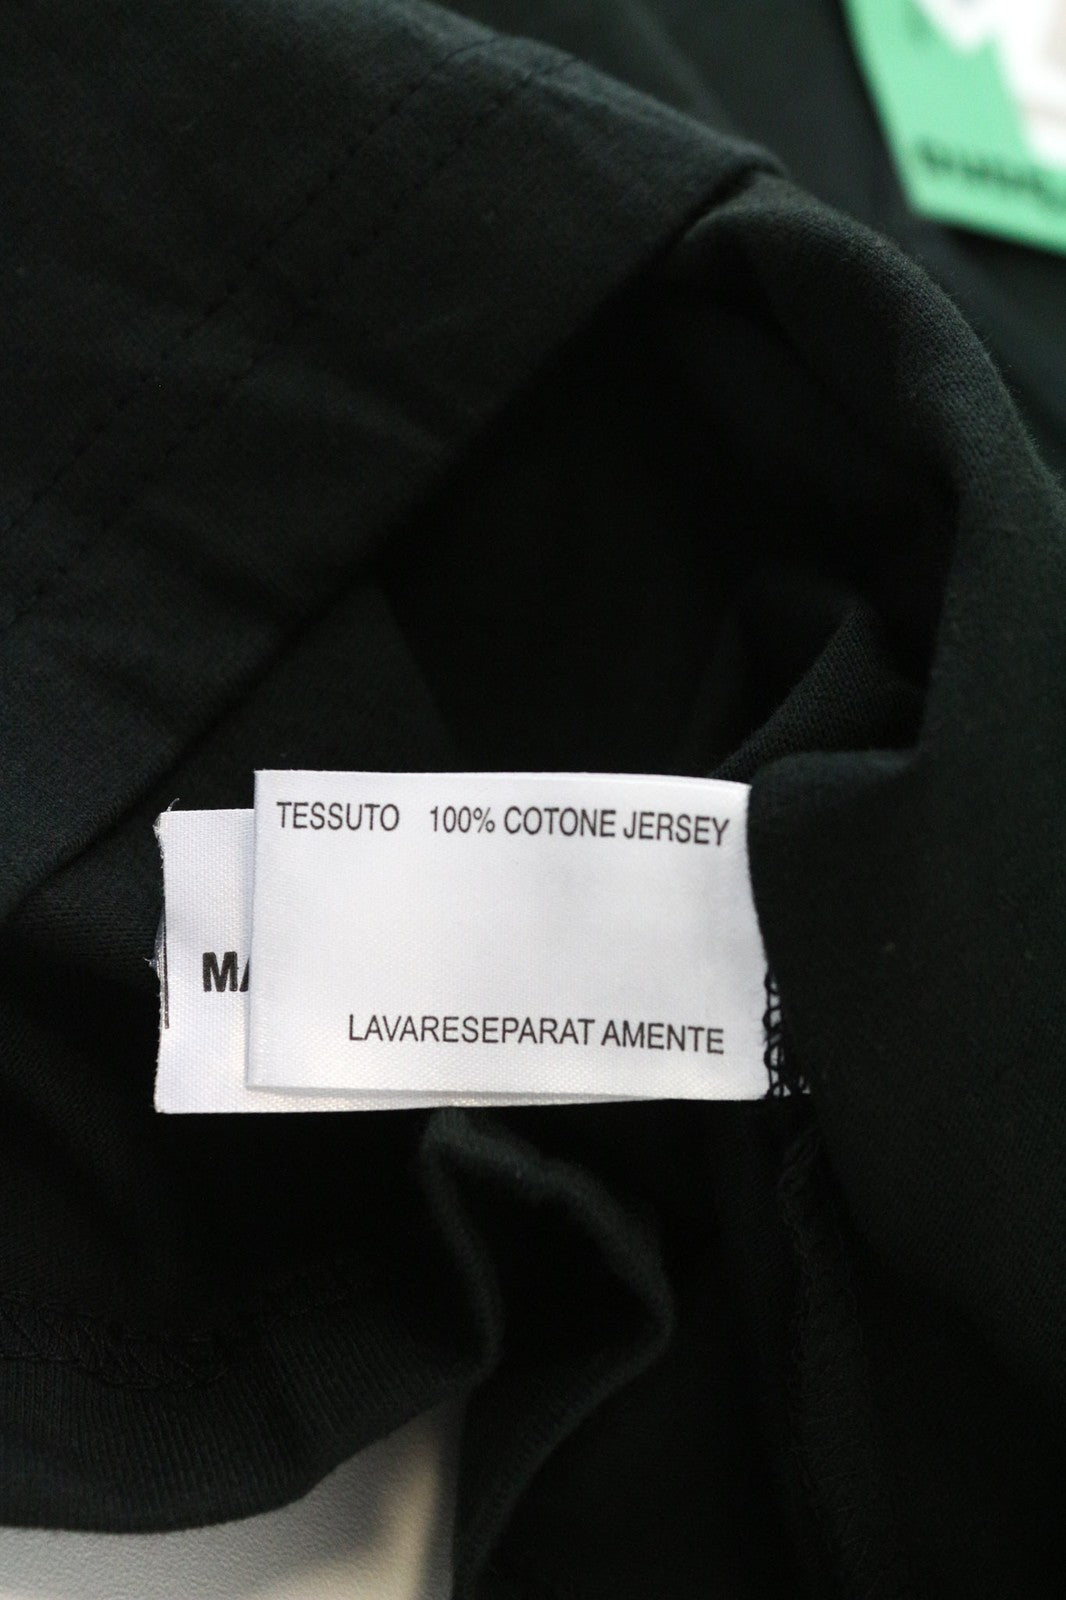 TESSUTO 100% COTONE JERSEY
MA
LAVARESEPARAT AMENTE